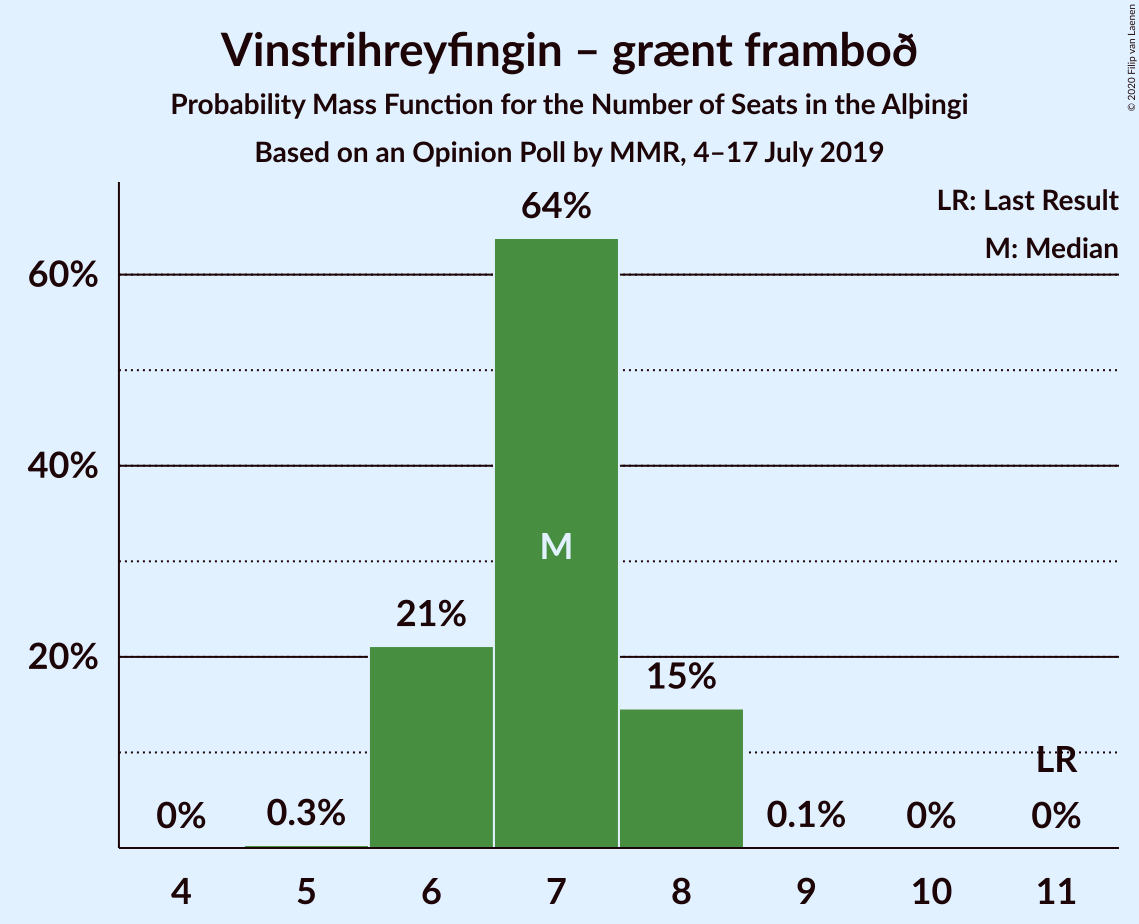 Vinstrihreyfingin – grænt framboð
Probability Mass Function for the Number of Seats in the Alþingi
Based on an Opinion Poll by MMR, 4–17 July 2019
© 2020 Filip van Laenen
LR: Last Result
M: Median
64%
60%
40%
M
21%
20%
15%
LR
0%
0.3%
0.1%
0%
0%
4
5
6
7
8
9
10
11